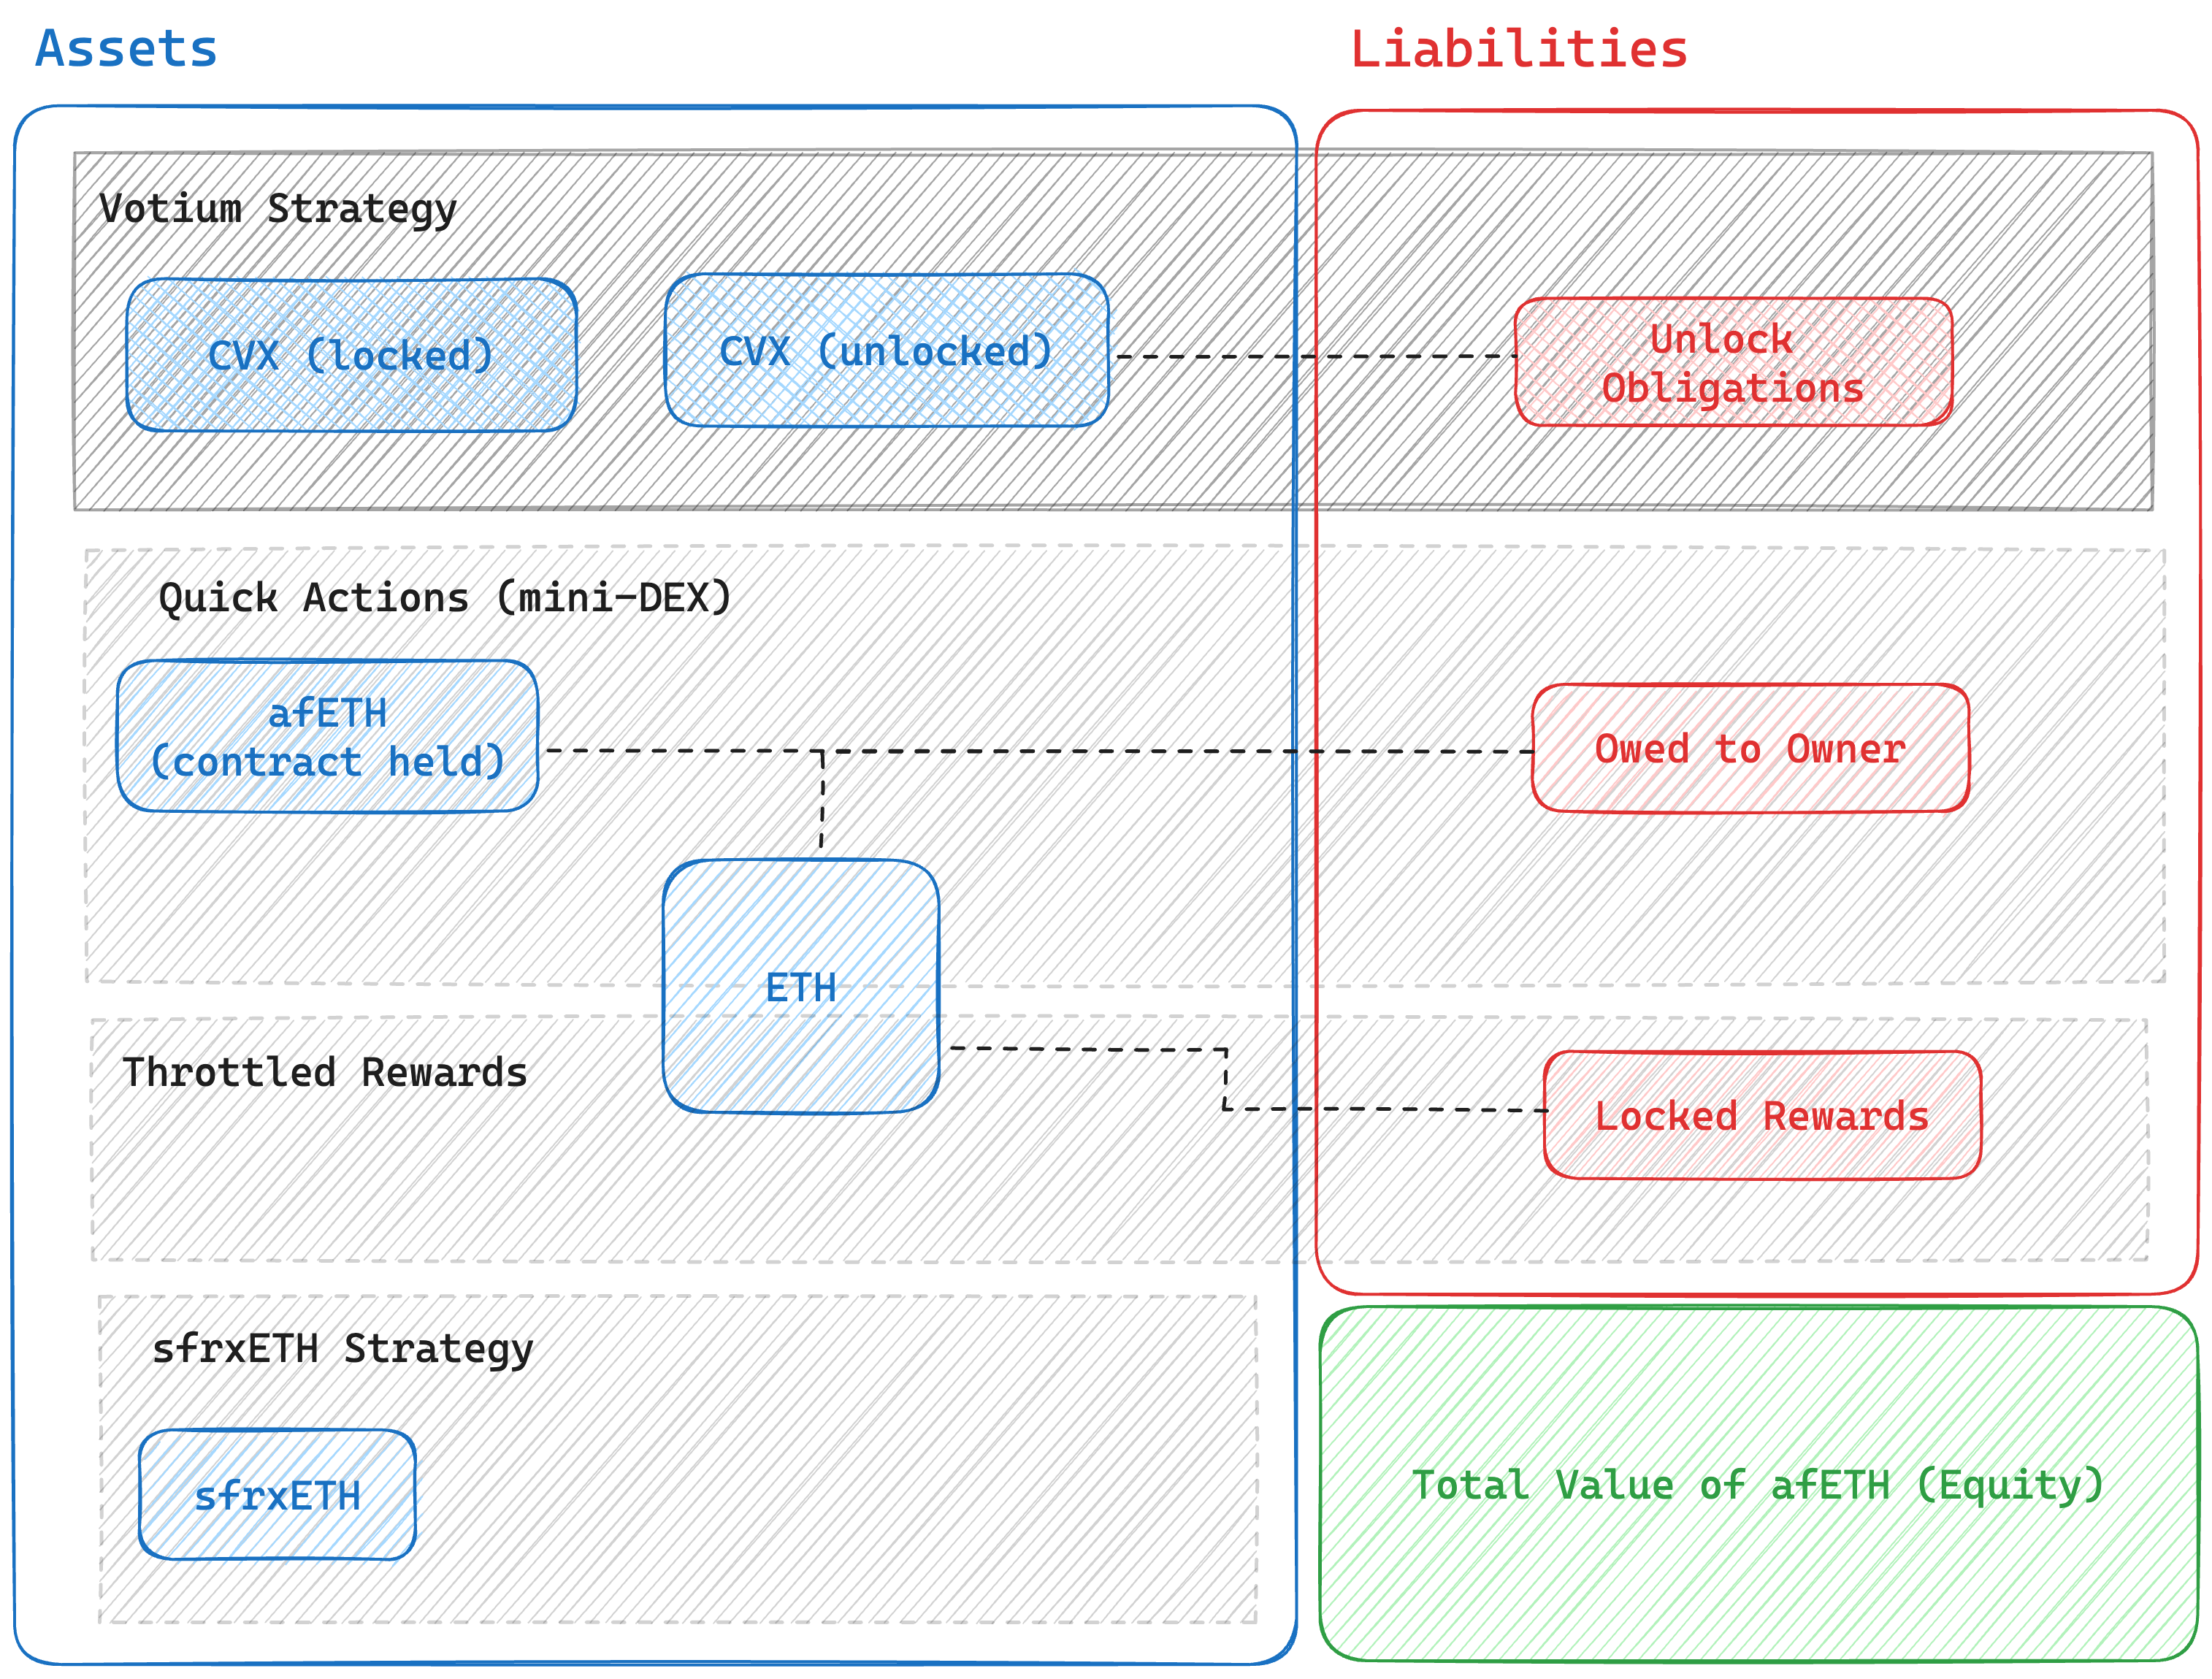 Assets
Liabilities
Votium Strategy
CVX (locked)
CVX (unlocked)
Unlock
Obligations
Quick Actions (mini-DEX)
afETH
(contract held)
Owed to Owner
ETH
Throttled Rewards
Locked Rewards
sfrxETH Strategy
sfrxETH
Total Value of afETH (Equity)